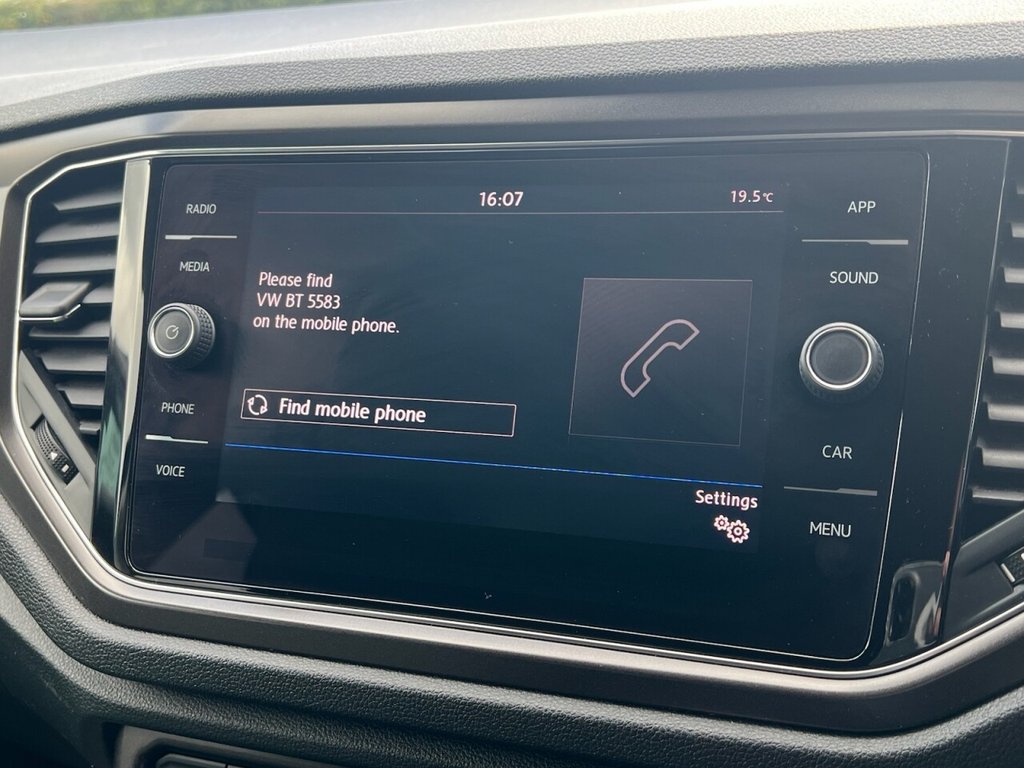 16:07
19.5°C
RADIO
MEDIA
PHONE
VOICE
Please find
VW BT 5583
on the mobile phone.
Find mobile phone
Settings
APP
SOUND
CAR
MENU